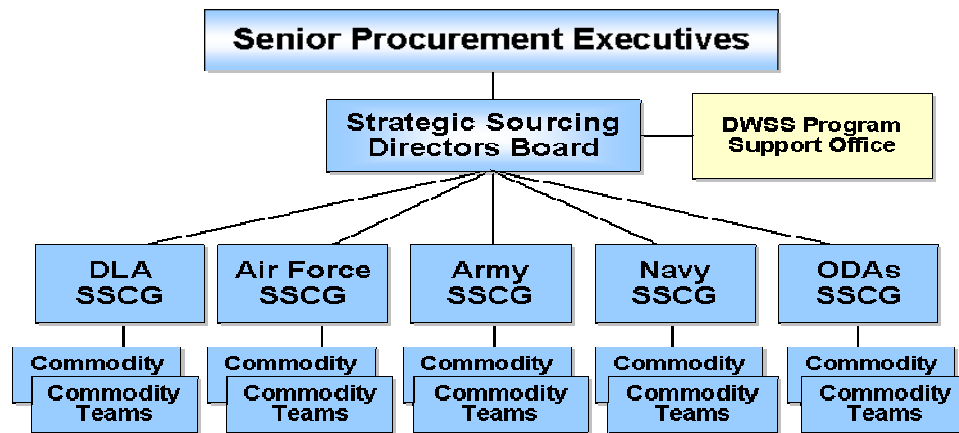 Senior Procurement Executives
Strategic Sourcing
Directors Board
DWSS Program
Support Office
DLA
SSCG
Air Force
SSCG
Army
SSCG
Navy
SSCG
ODAs
SSCG
Commodity
Commodity
Teams
Commodity
Commodity
Teams
Commodity
Commodity
Teams
Commodity
Commodity
Teams
Commodity
Commodity
Teams